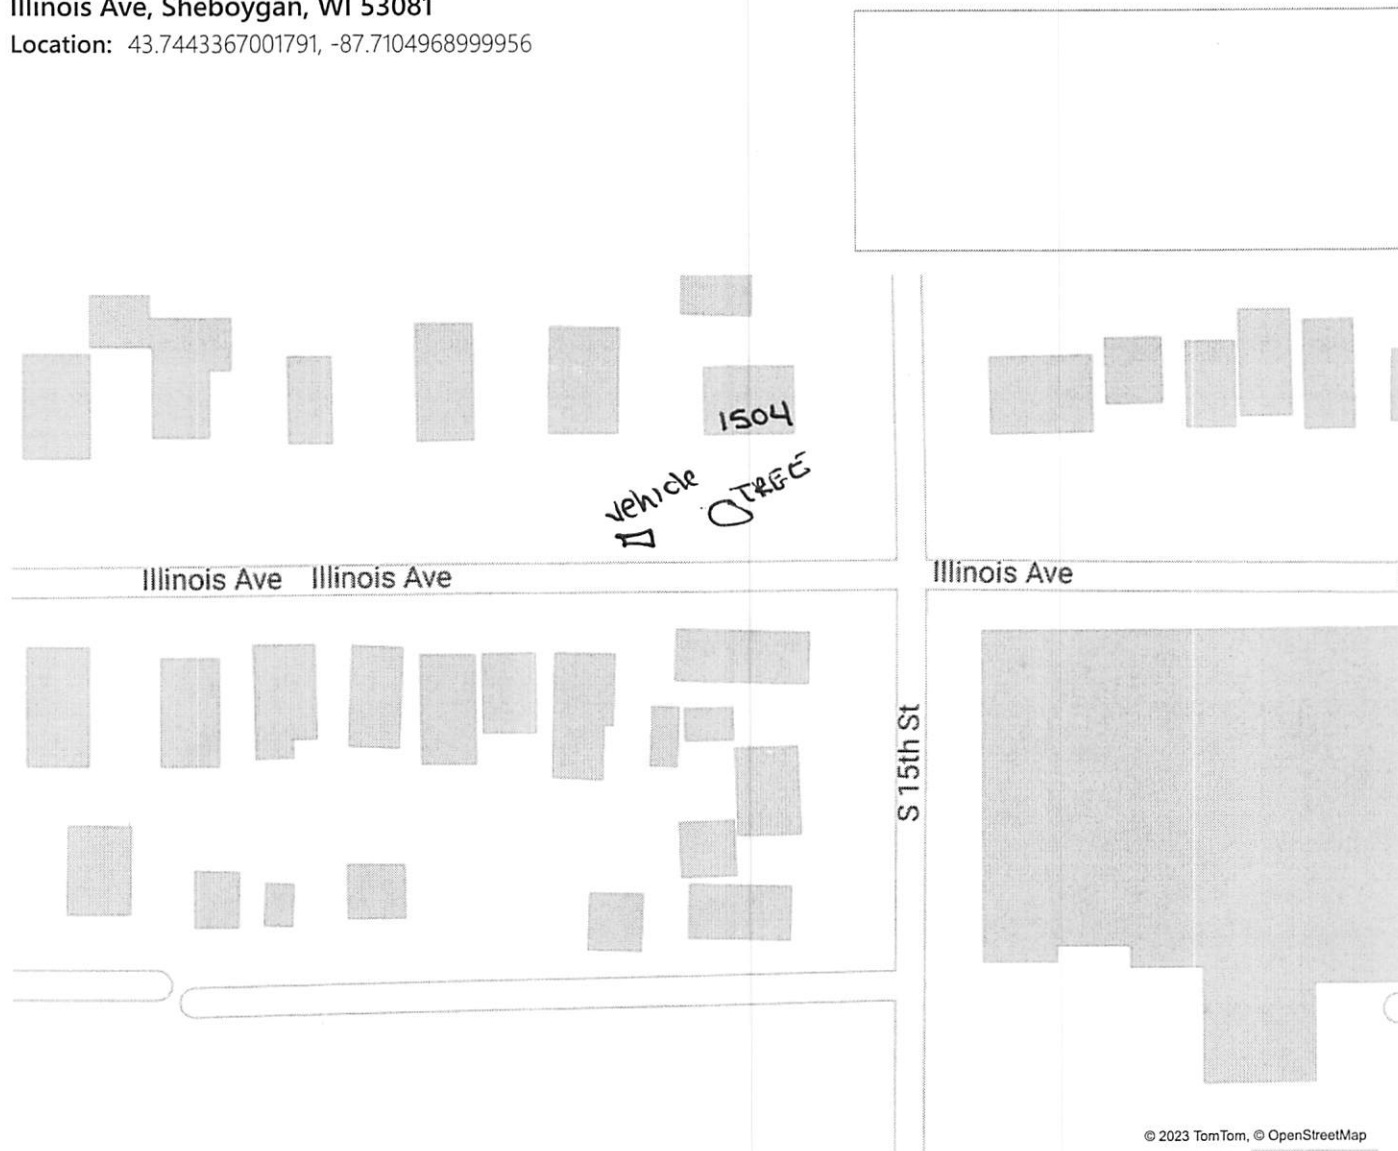 Illinois Ave, Sheboygan, WI 53081
Location: 43.7443367001791, -87.7104968999956
1504
vehicle
TREE
Illinois Ave Illinois Ave
Illinois Ave
S 15th St
© 2023 TomTom, © OpenStreetMap